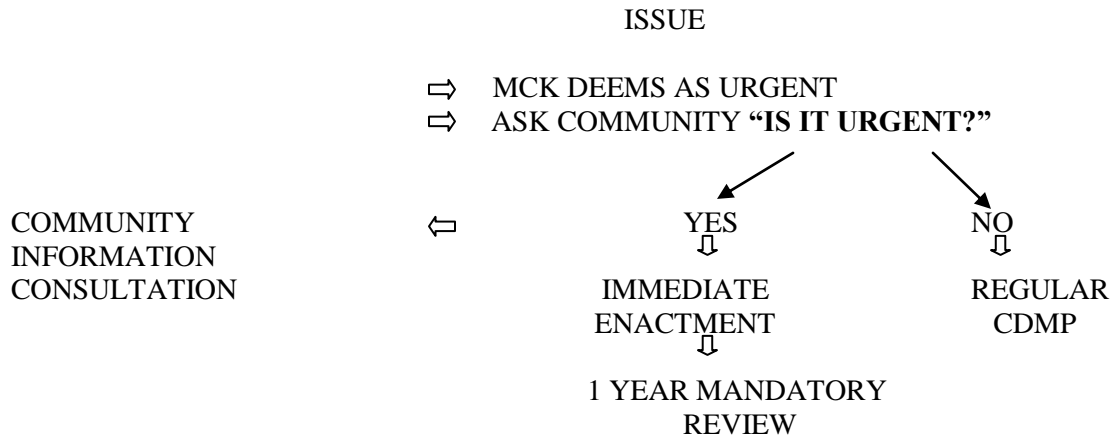 ISSUE
MCK DEEMS AS URGENT
ASK COMMUNITY “IS IT URGENT?”
COMMUNITY
INFORMATION
CONSULTATION
YES
NO
IMMEDIATE
ENACTMENT
REGULAR
CDMP
1 YEAR MANDATORY
REVIEW